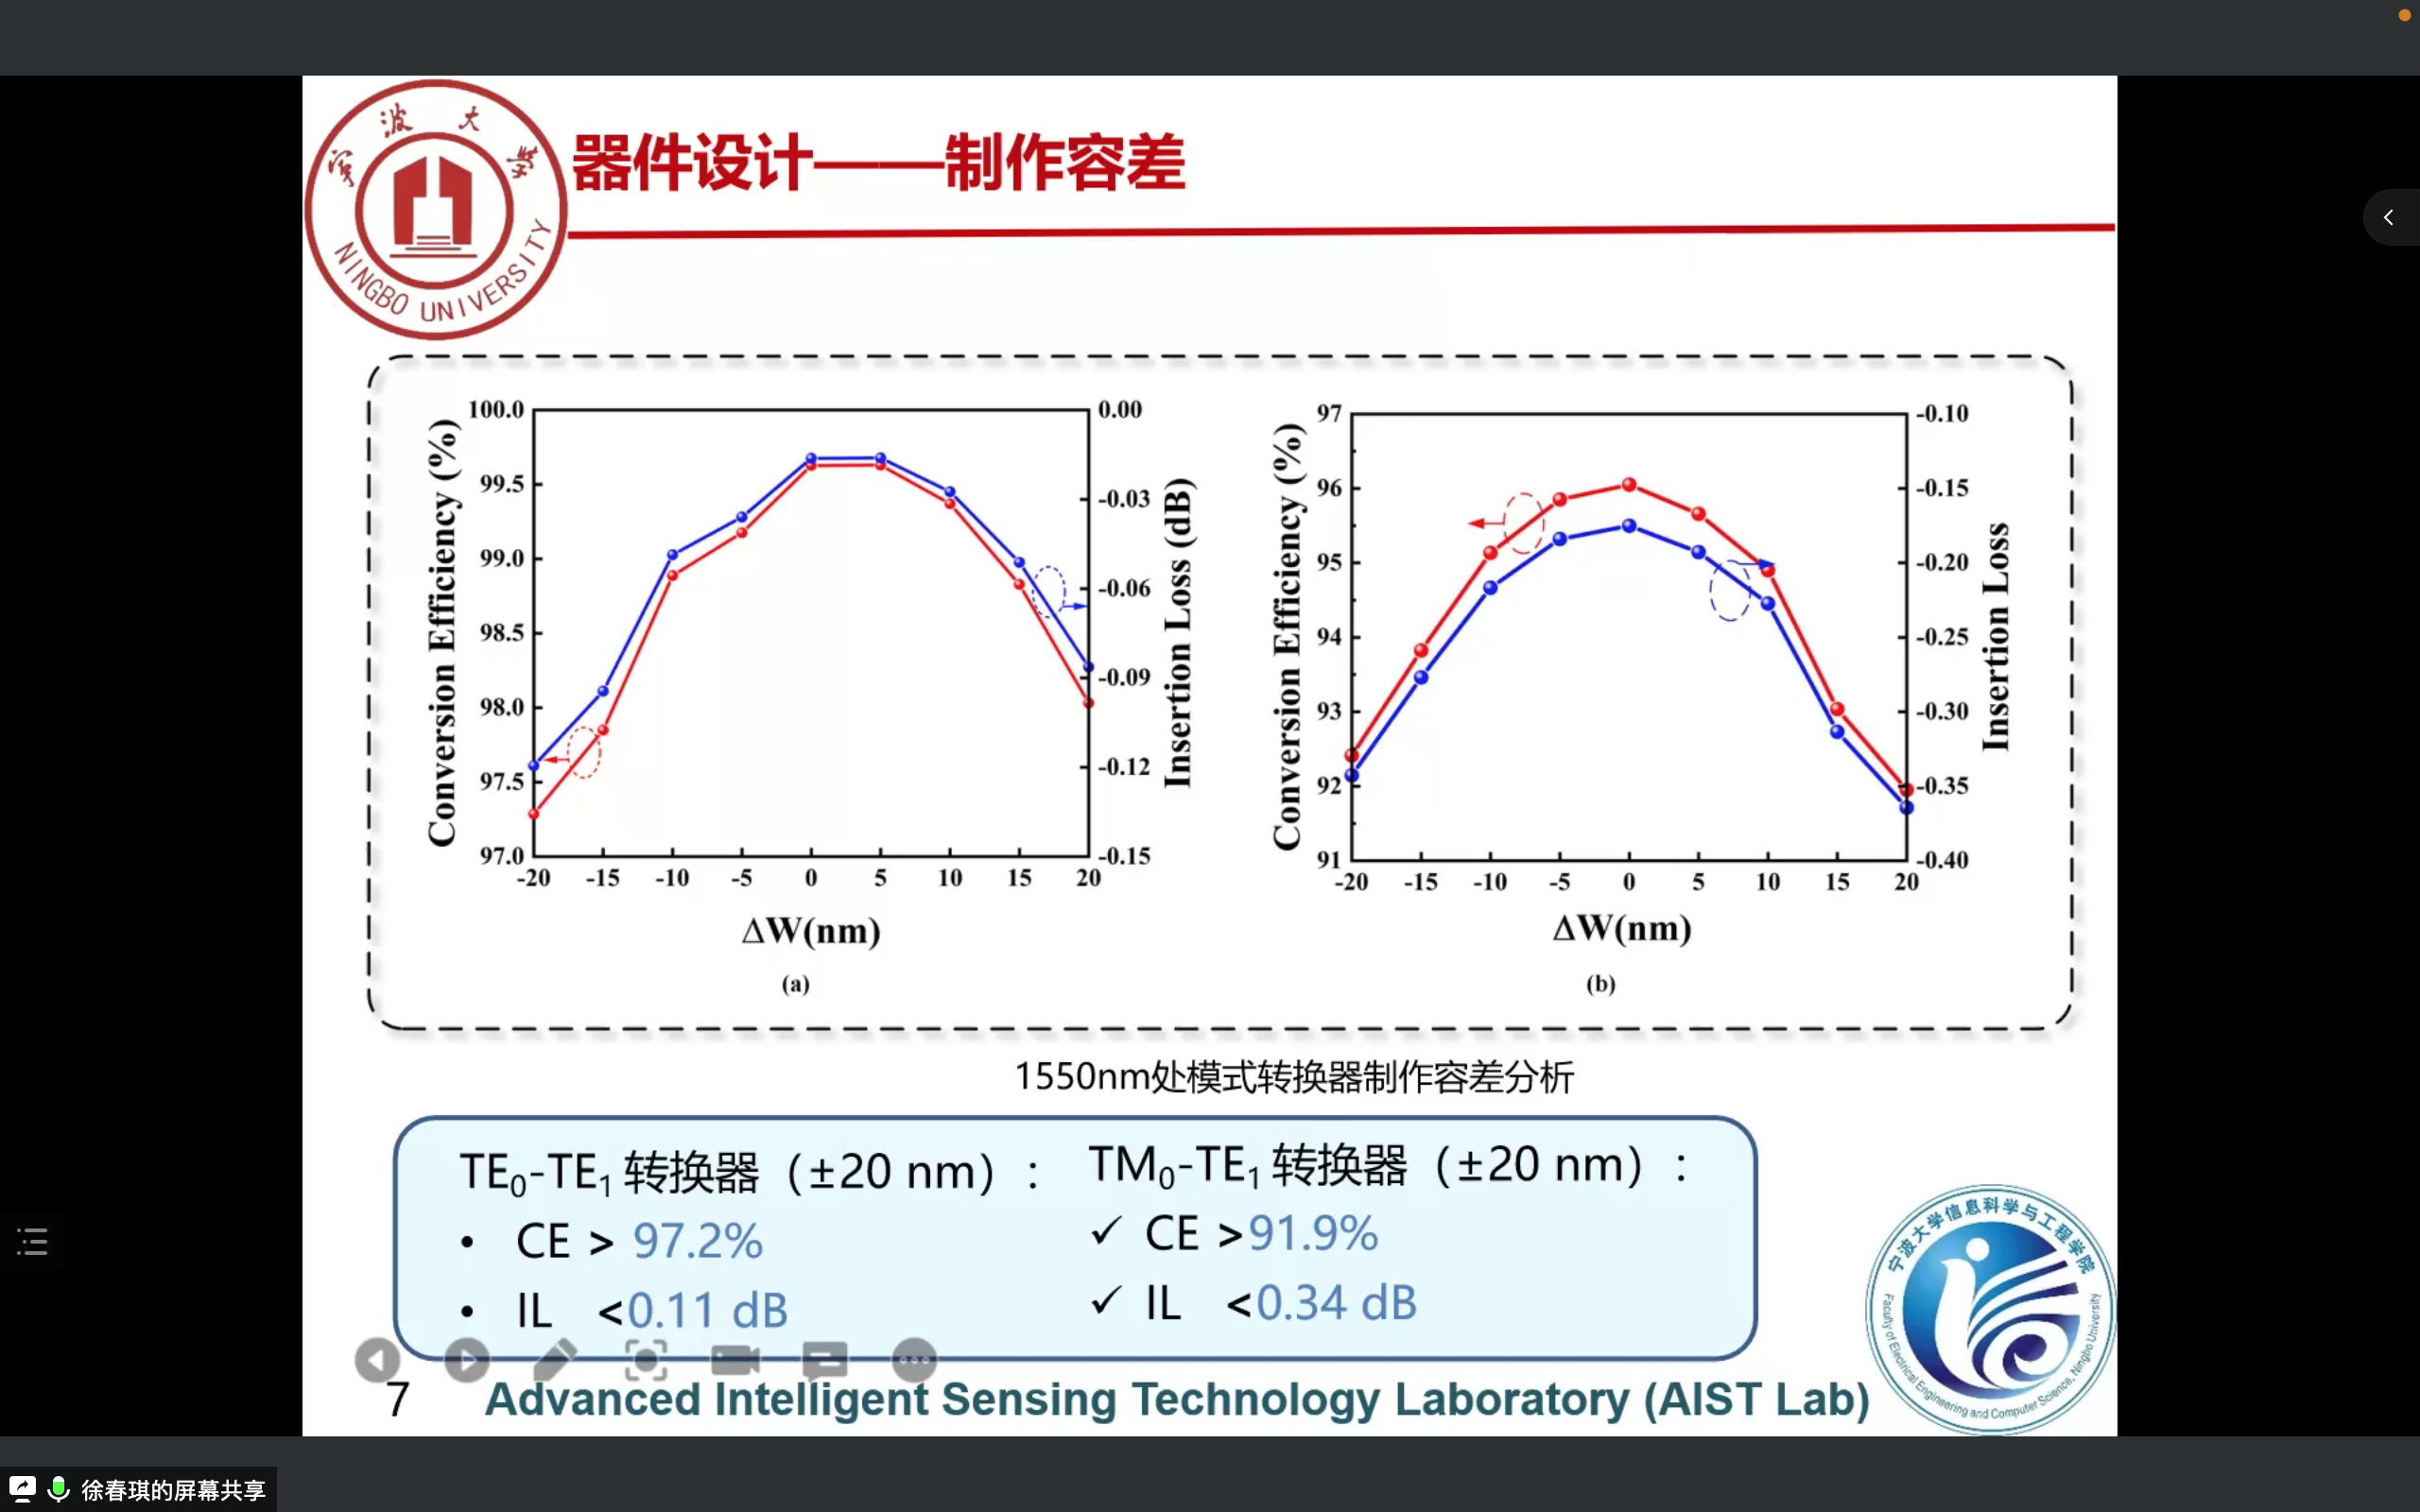 宁波大学
NINGBO UNIVERSITY
器件设计——制作容差
Conversion Efficiency (%)
100.0
99.5
99.0
98.5
98.0
97.5
97.0
0.00
-0.03
-0.06
-0.09
-0.12
-0.15
Insertion Loss (dB)
-20 -15 -10 -5 0 5 10 15 20
ΔW(nm)
(a)
Conversion Efficiency (%)
97
96
95
94
93
92
91
-0.10
-0.15
-0.20
-0.25
-0.30
-0.35
-0.40
Insertion Loss
-20 -15 -10 -5 0 5 10 15 20
ΔW(nm)
(b)
1550nm处模式转换器制作容差分析
TE₀-TE₁ 转换器（±20 nm）：
• CE > 97.2%
• IL <0.11 dB
TM₀-TE₁ 转换器（±20 nm）：
✓ CE >91.9%
✓ IL <0.34 dB
7
Advanced Intelligent Sensing Technology Laboratory (AIST Lab)
宁波大学信息科学与工程学院
Faculty of Electrical Engineering and Computer Science, Ningbo University
徐春琪的屏幕共享